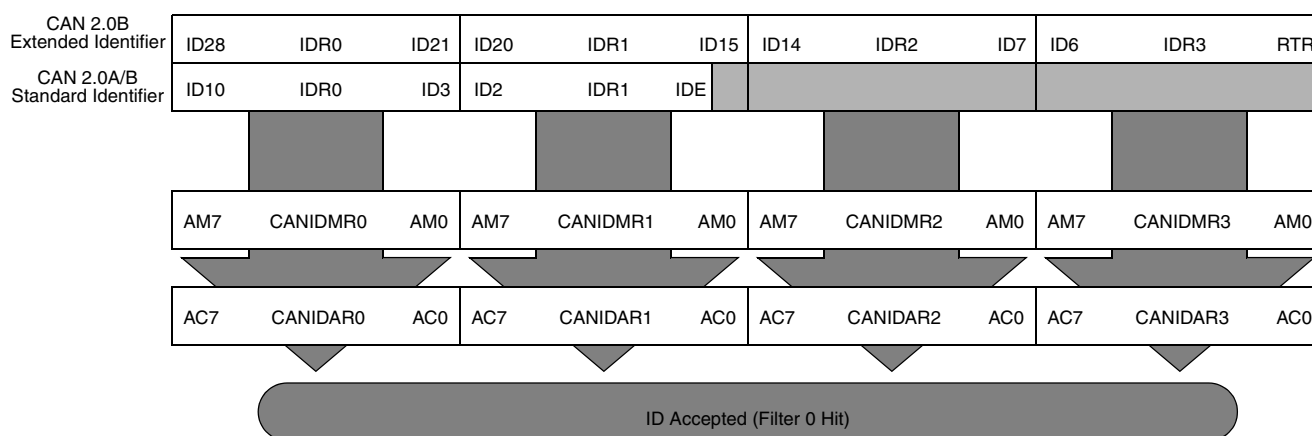 CAN 2.0B
Extended Identifier
ID28 IDR0 ID21 ID20 IDR1 ID15 ID14 IDR2 ID7 ID6 IDR3 RTR
CAN 2.0A/B
Standard Identifier
ID10 IDR0 ID3 ID2 IDR1 IDE
AM7 CANIDMR0 AM0 AM7 CANIDMR1 AM0 AM7 CANIDMR2 AM0 AM7 CANIDMR3 AM0
AC7 CANIDAR0 AC0 AC7 CANIDAR1 AC0 AC7 CANIDAR2 AC0 AC7 CANIDAR3 AC0
ID Accepted (Filter 0 Hit)